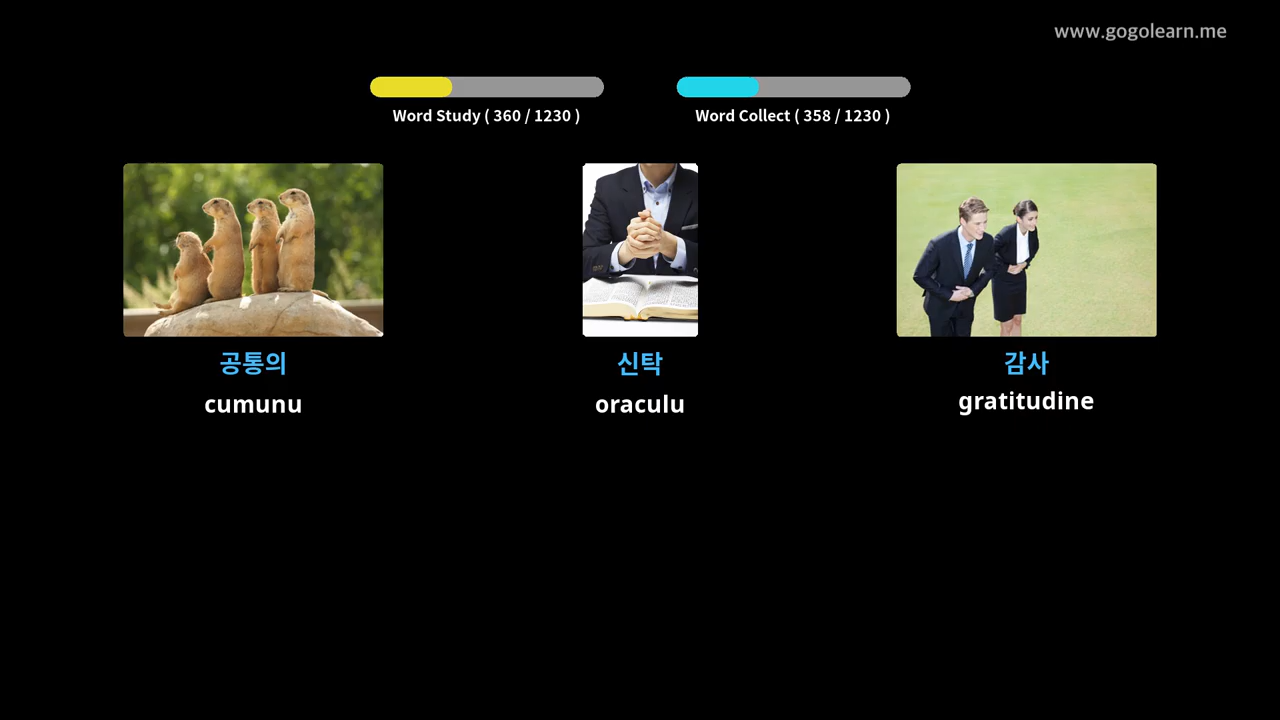 www.gogolearn.me
Word Study ( 360 / 1230 )
Word Collect ( 358 / 1230 )
공통의
신탁
감사
cumunu
oraculu
gratitudine